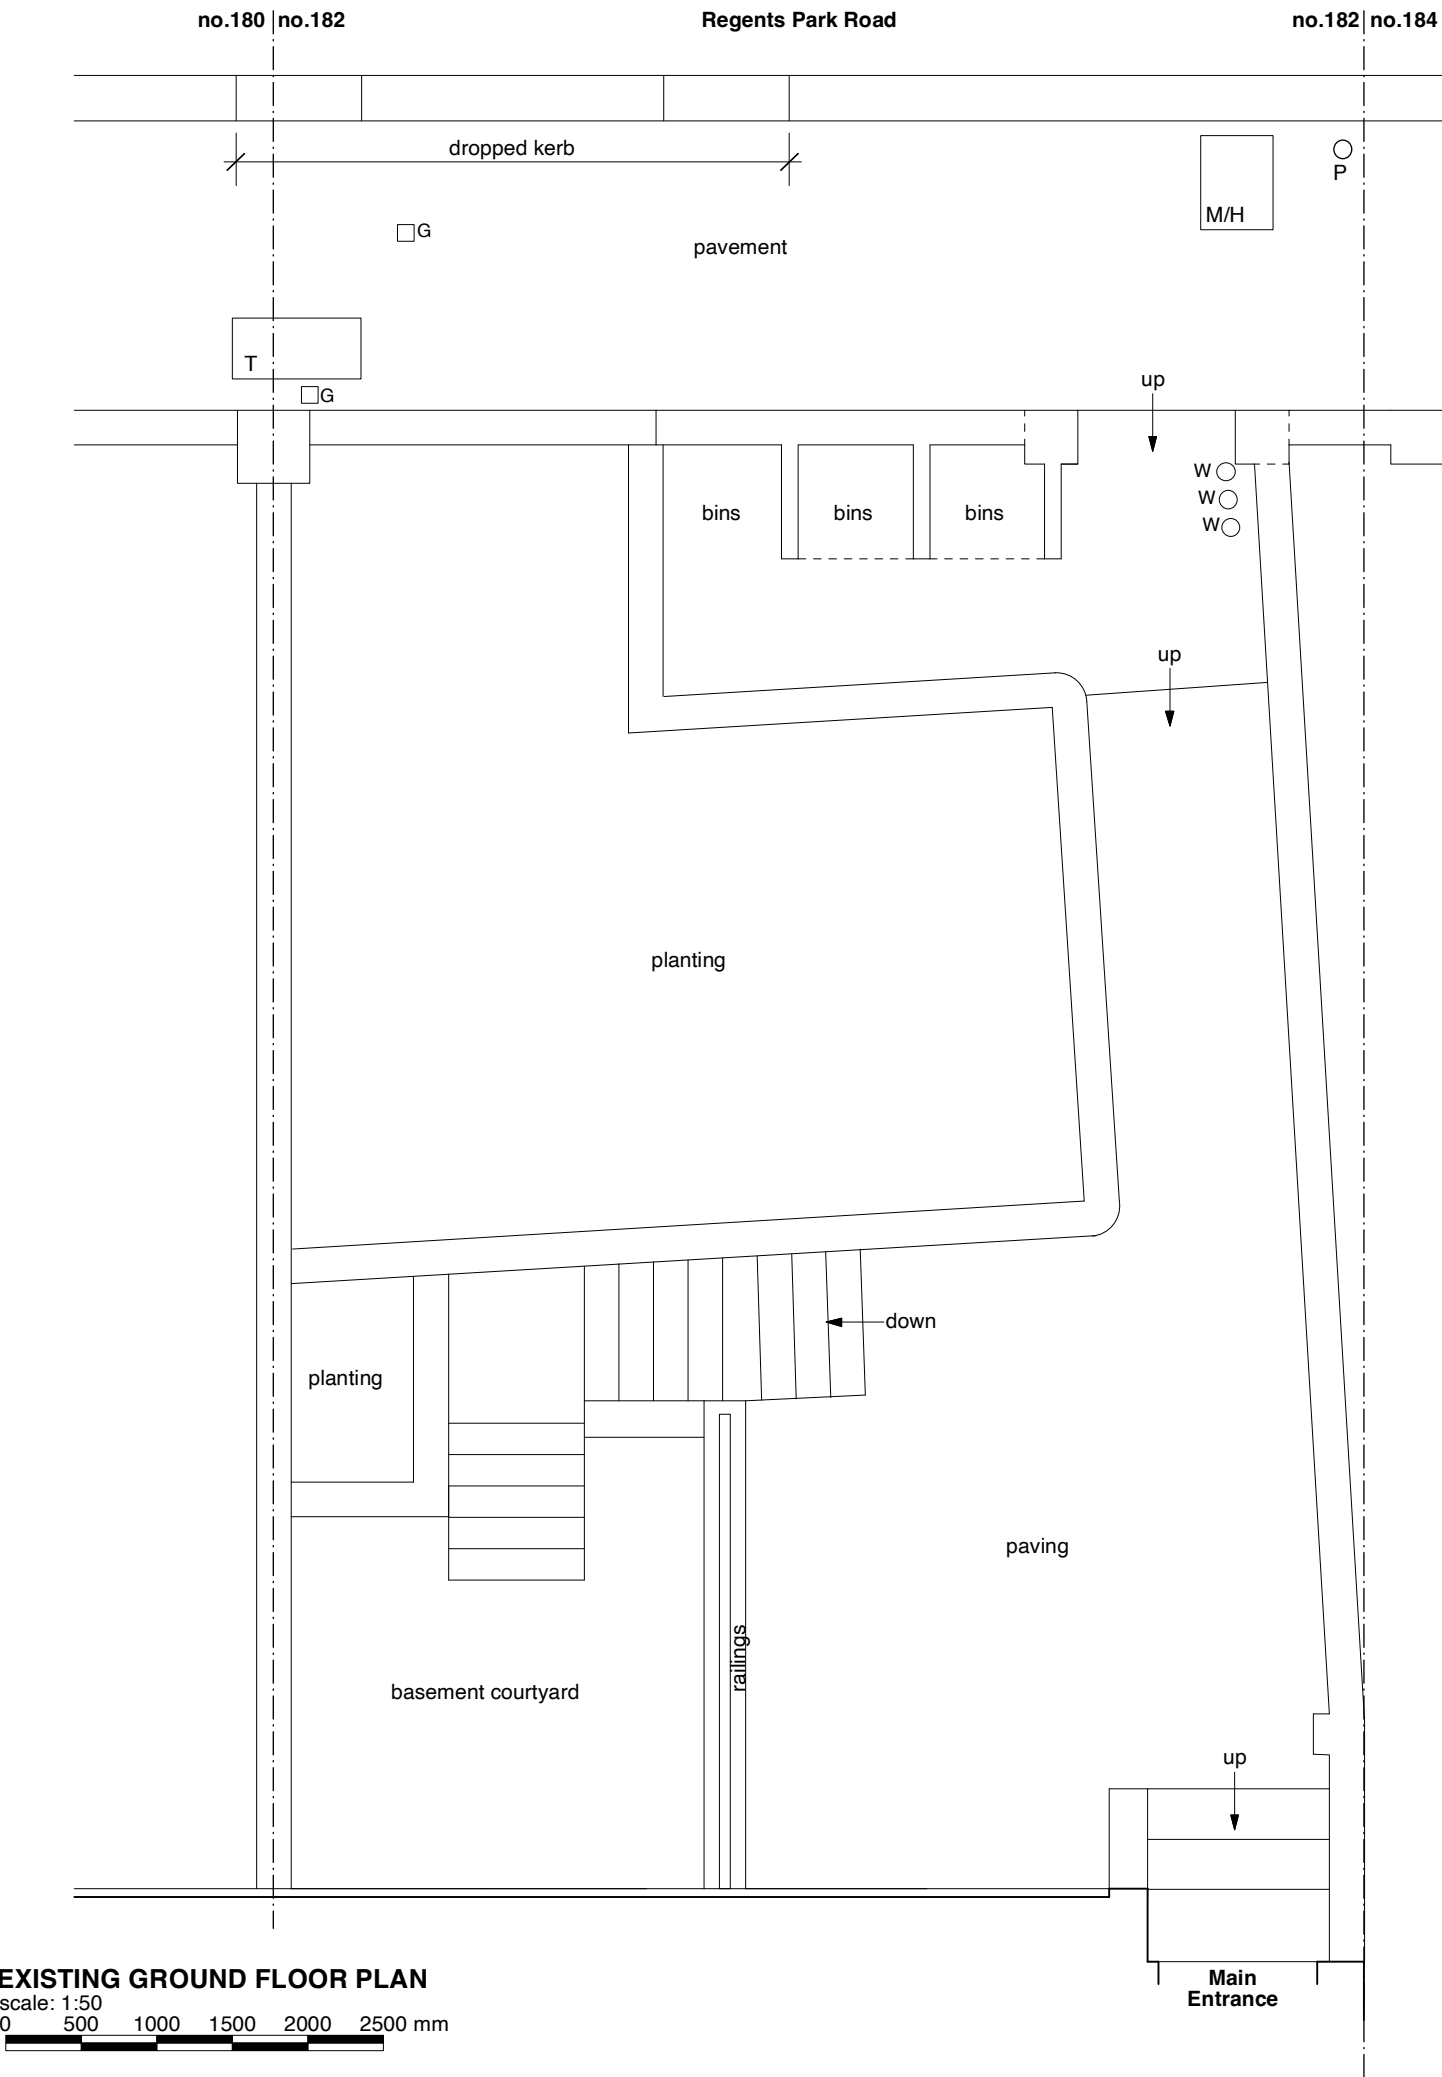 no.180 no.182
Regents Park Road
no.182 no.184
dropped kerb
P
M/H
G
pavement
T
G
up
W
W
W
bins
bins
bins
up
planting
down
planting
paving
railings
basement courtyard
up
Main
Entrance
EXISTING GROUND FLOOR PLAN
scale: 1:50
0 500 1000 1500 2000 2500 mm